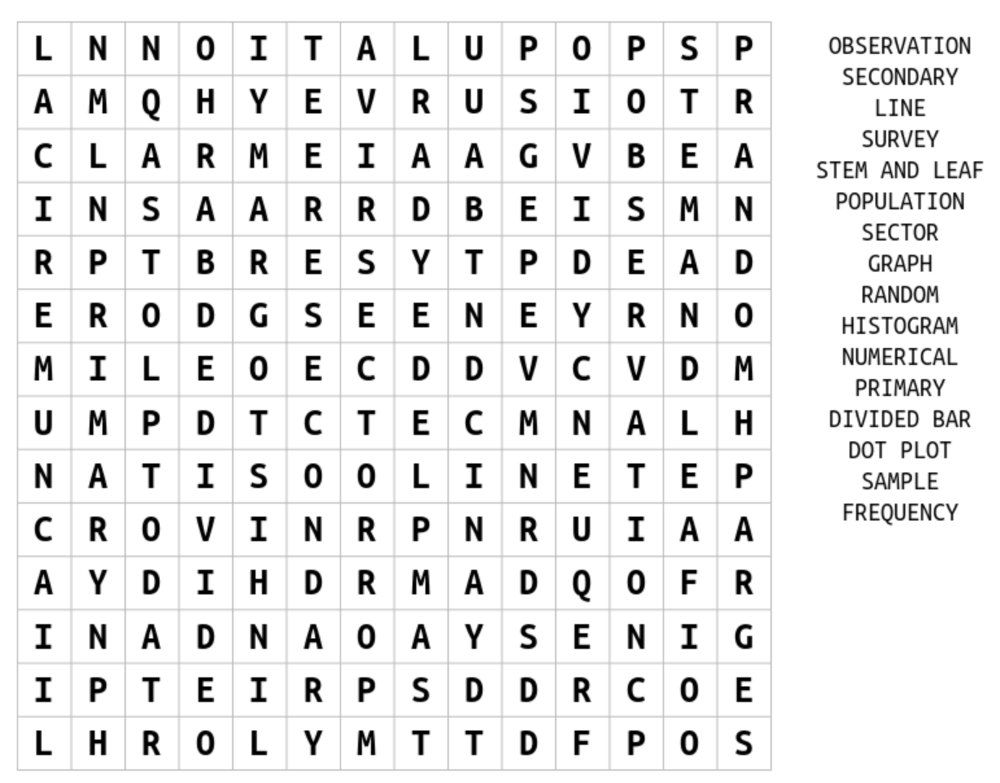 L N N O I T A L U P O P S P
A M Q H Y E V R U S I O T R
C L A R M E I A A G V B E A
I N S A A R R D B E I S M N
R P T B R E S Y T P D E A D
E R O D G S E E N E Y R N O
M I L E O E C D D V C V D M
U M P D T C T E C M N A L H
N A T I S O O L I N E T E P
C R O V I N R P N R U I A A
A Y D I H D R M A D Q O F R
I N A D N A O A Y S E N I G
I P T E I R P S D D R C O E
L H R O L Y M T T D F P O S
OBSERVATION
SECONDARY
LINE
SURVEY
STEM AND LEAF
POPULATION
SECTOR
GRAPH
RANDOM
HISTOGRAM
NUMERICAL
PRIMARY
DIVIDED BAR
DOT PLOT
SAMPLE
FREQUENCY